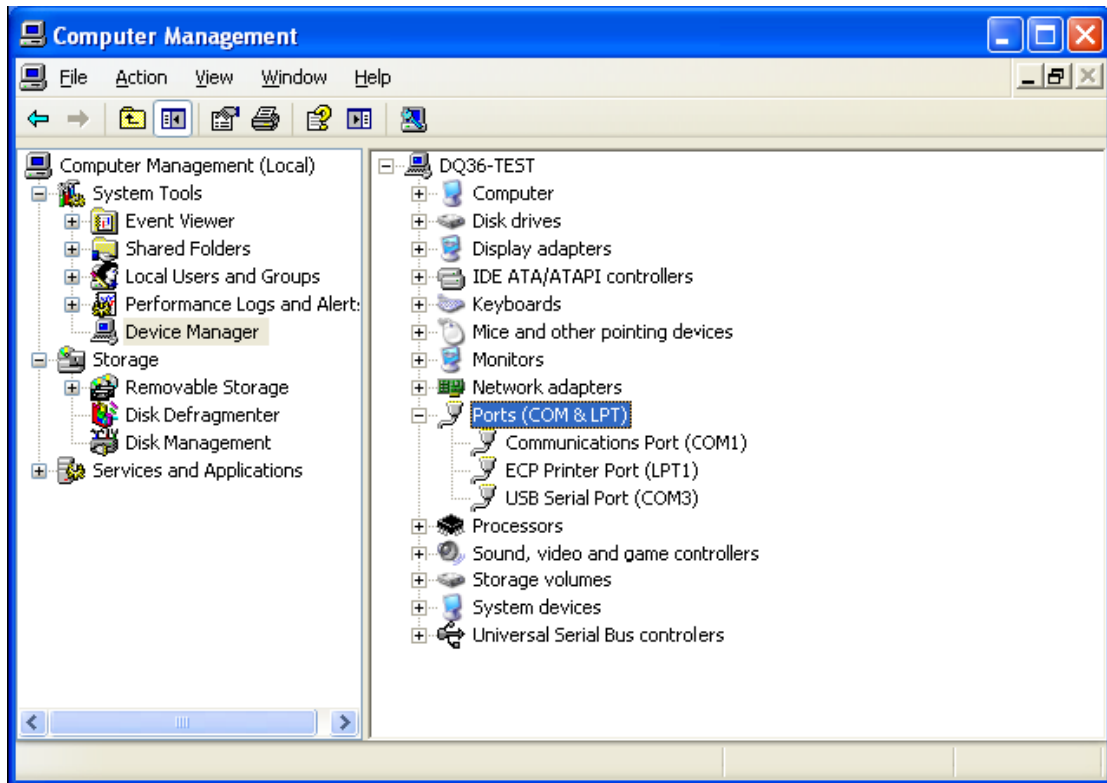 Computer Management
File Action View Window Help
Computer Management (Local)
System Tools
Event Viewer
Shared Folders
Local Users and Groups
Performance Logs and Alert:
Device Manager
Storage
Removable Storage
Disk Defragmenter
Disk Management
Services and Applications
DQ36-TEST
Computer
Disk drives
Display adapters
IDE ATA/ATAPI controllers
Keyboards
Mice and other pointing devices
Monitors
Network adapters
Ports (COM & LPT)
Communications Port (COM1)
ECP Printer Port (LPT1)
USB Serial Port (COM3)
Processors
Sound, video and game controllers
Storage volumes
System devices
Universal Serial Bus controlers